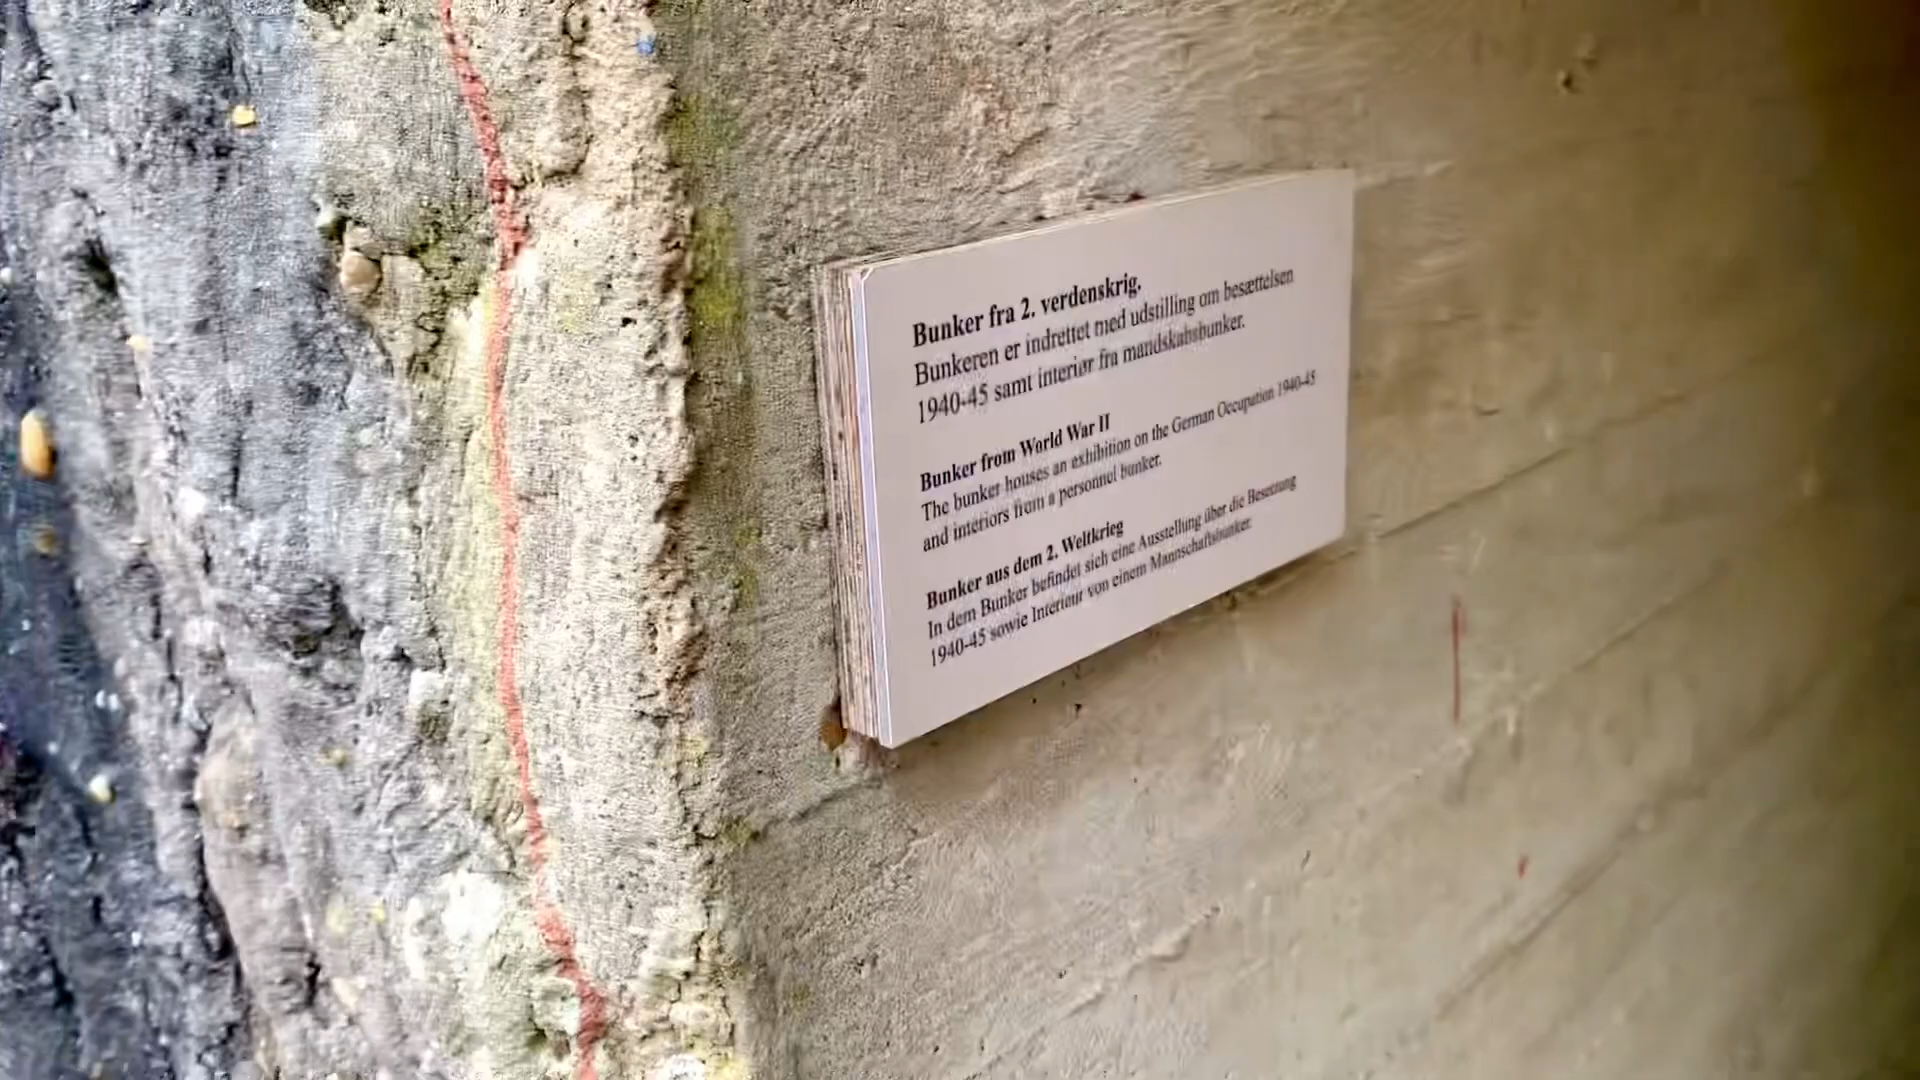 Bunker fra 2. verdenskrig.
Bunkeren er indrettet med udstilling om besættelsen
1940-45 samt interiør fra mandskabsbunker.
Bunker from World War II
The bunker houses an exhibition on the German Occupation 1940-45
and interiors from a personnel bunker.
Bunker aus dem 2. Weltkrieg
In dem Bunker befindet sich eine Ausstellung über die Besetzung
1940-45 sowie Interieur von einem Mannschaftsbunker.